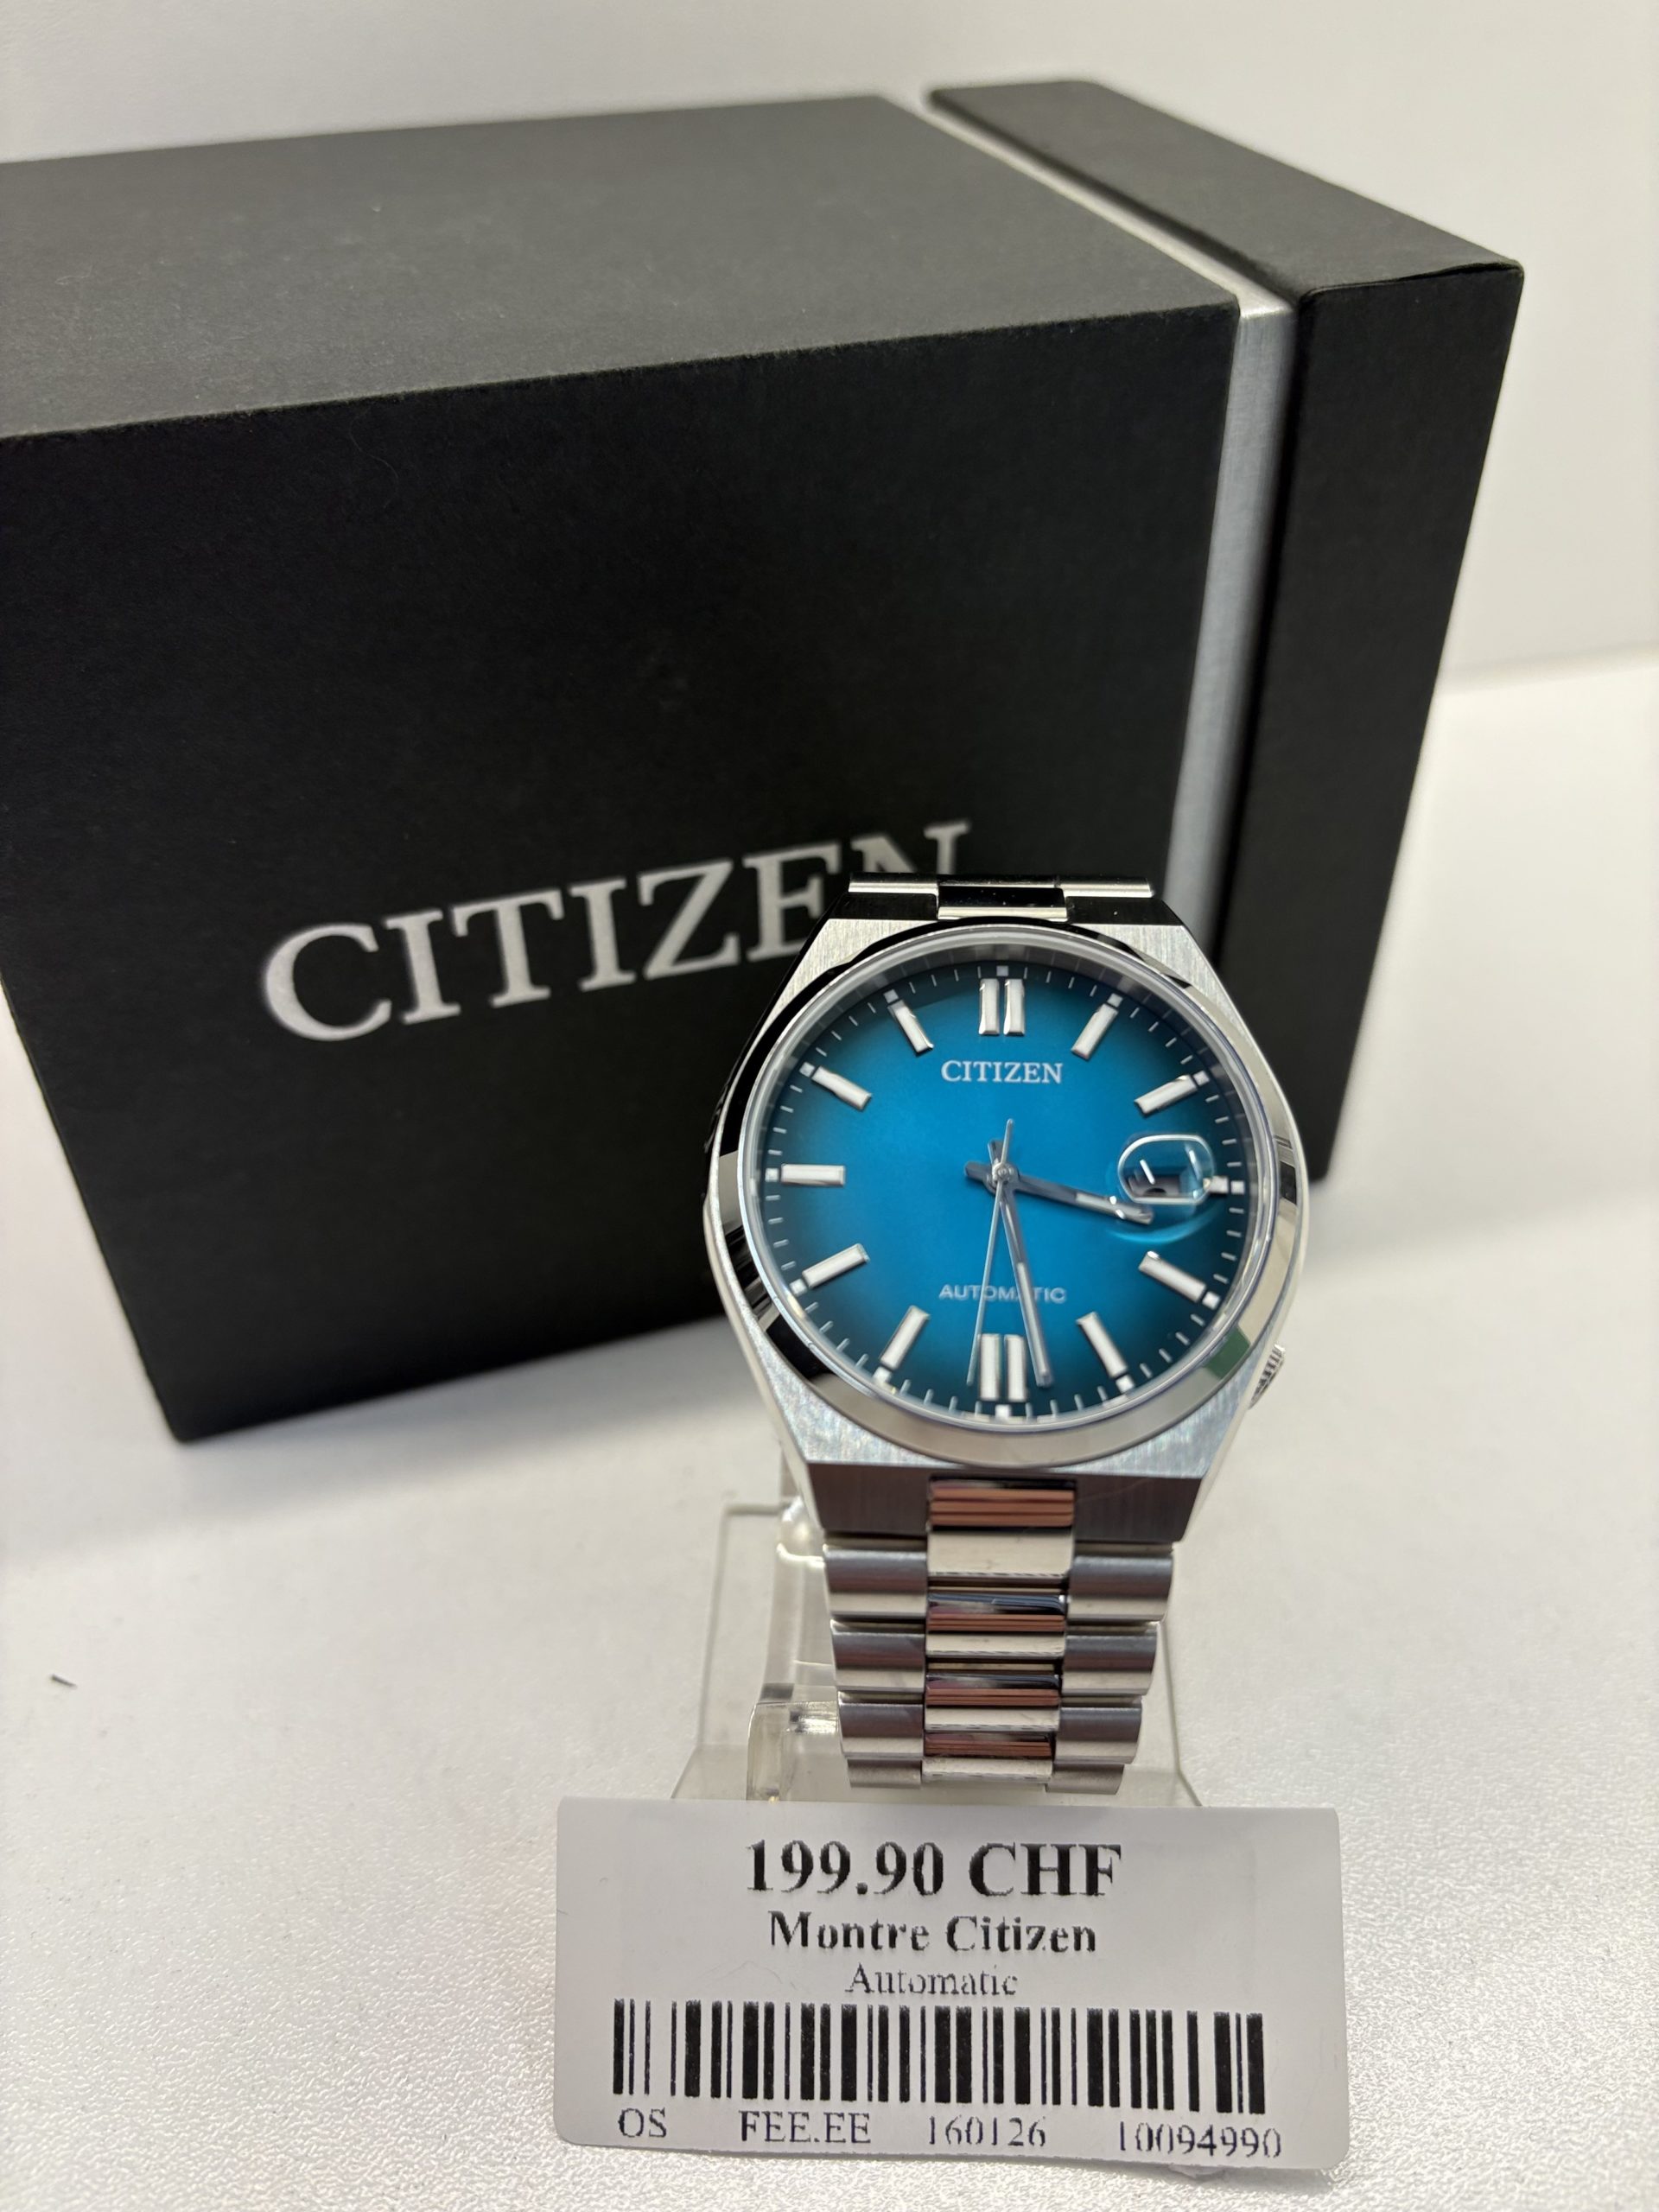 CITIZEN
CITIZEN
AUTOMATIC
199.90 CHF
Montre Citizen
Automatic
OS FEE.EE 160126 10094990